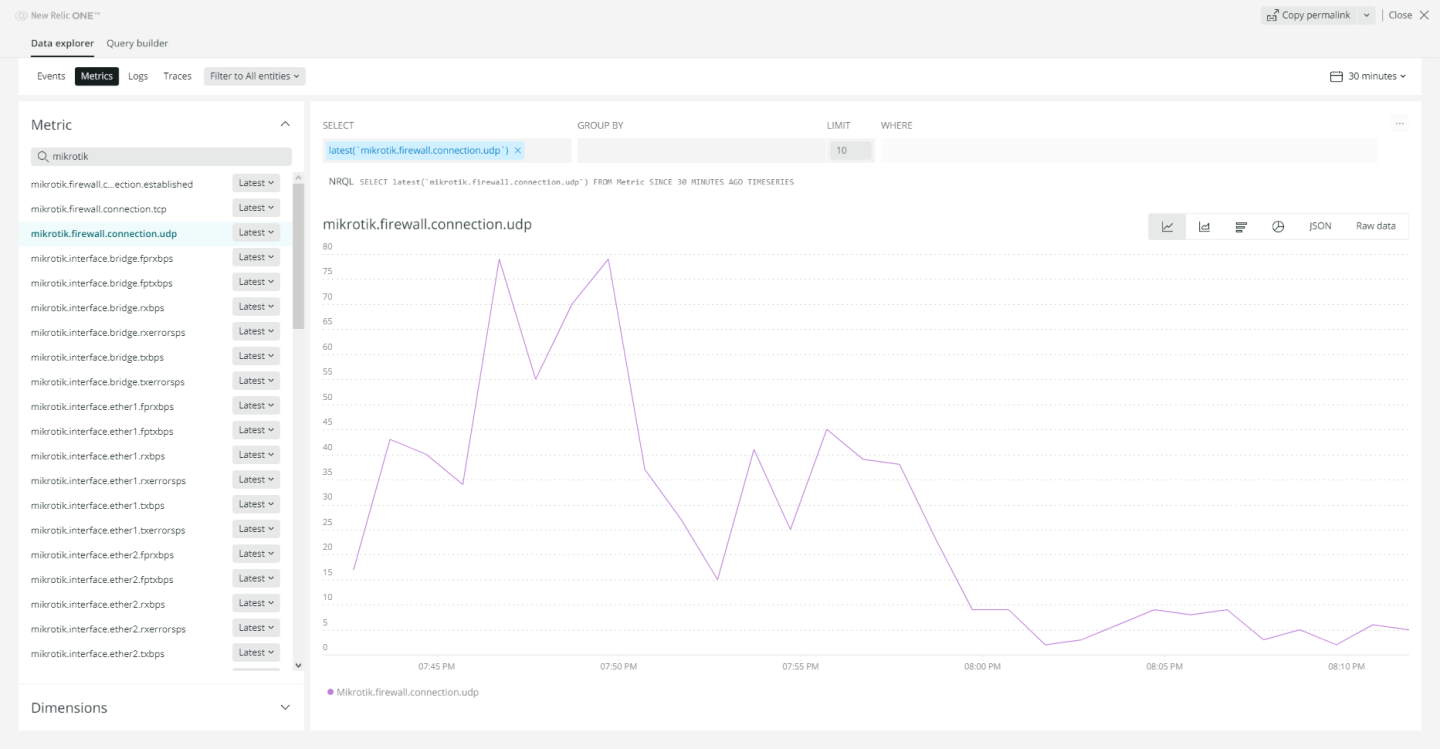 New Relic ONE™
Copy permalink
Close
Data explorer Query builder
Events Metrics Logs Traces Filter to All entities
30 minutes
Metric
mikrotik
mikrotik.firewall.c...ection.established Latest
mikrotik.firewall.connection.tcp Latest
mikrotik.firewall.connection.udp Latest
mikrotik.interface.bridge.fprxbps Latest
mikrotik.interface.bridge.fptxbps Latest
mikrotik.interface.bridge.rxbps Latest
mikrotik.interface.bridge.rxerrorsps Latest
mikrotik.interface.bridge.txbps Latest
mikrotik.interface.bridge.txerrorsps Latest
mikrotik.interface.ether1.fprxbps Latest
mikrotik.interface.ether1.fptxbps Latest
mikrotik.interface.ether1.rxbps Latest
mikrotik.interface.ether1.rxerrorsps Latest
mikrotik.interface.ether1.txbps Latest
mikrotik.interface.ether1.txerrorsps Latest
mikrotik.interface.ether2.fprxbps Latest
mikrotik.interface.ether2.fptxbps Latest
mikrotik.interface.ether2.rxbps Latest
mikrotik.interface.ether2.rxerrorsps Latest
mikrotik.interface.ether2.txbps Latest
Dimensions
SELECT GROUP BY LIMIT WHERE
latest(`mikrotik.firewall.connection.udp`) × 10
NRQL SELECT latest(`mikrotik.firewall.connection.udp`) FROM Metric SINCE 30 MINUTES AGO TIMESERIES
mikrotik.firewall.connection.udp
JSON Raw data
80
75
70
65
60
55
50
45
40
35
30
25
20
15
10
5
0
07:45 PM 07:50 PM 07:55 PM 08:00 PM 08:05 PM 08:10 PM
Mikrotik.firewall.connection.udp